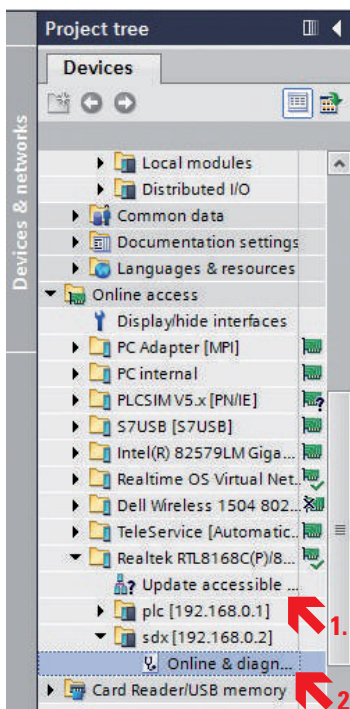 Project tree
Devices
Devices & networks
Local modules
Distributed I/O
Common data
Documentation settings
Languages & resources
Online access
Display/hide interfaces
PC Adapter [MPI]
PC internal
PLCSIM V5.x [PN/IE]
S7USB [S7USB]
Intel(R) 82579LM Giga...
Realtime OS Virtual Net..
Dell Wireless 1504 802...
TeleService [Automatic..
Realtek RTL8168C(P)/8...
Update accessible ...
plc [192.168.0.1]
1.
sdx [192.168.0.2]
Online & diagn...
Card Reader/USB memory
2